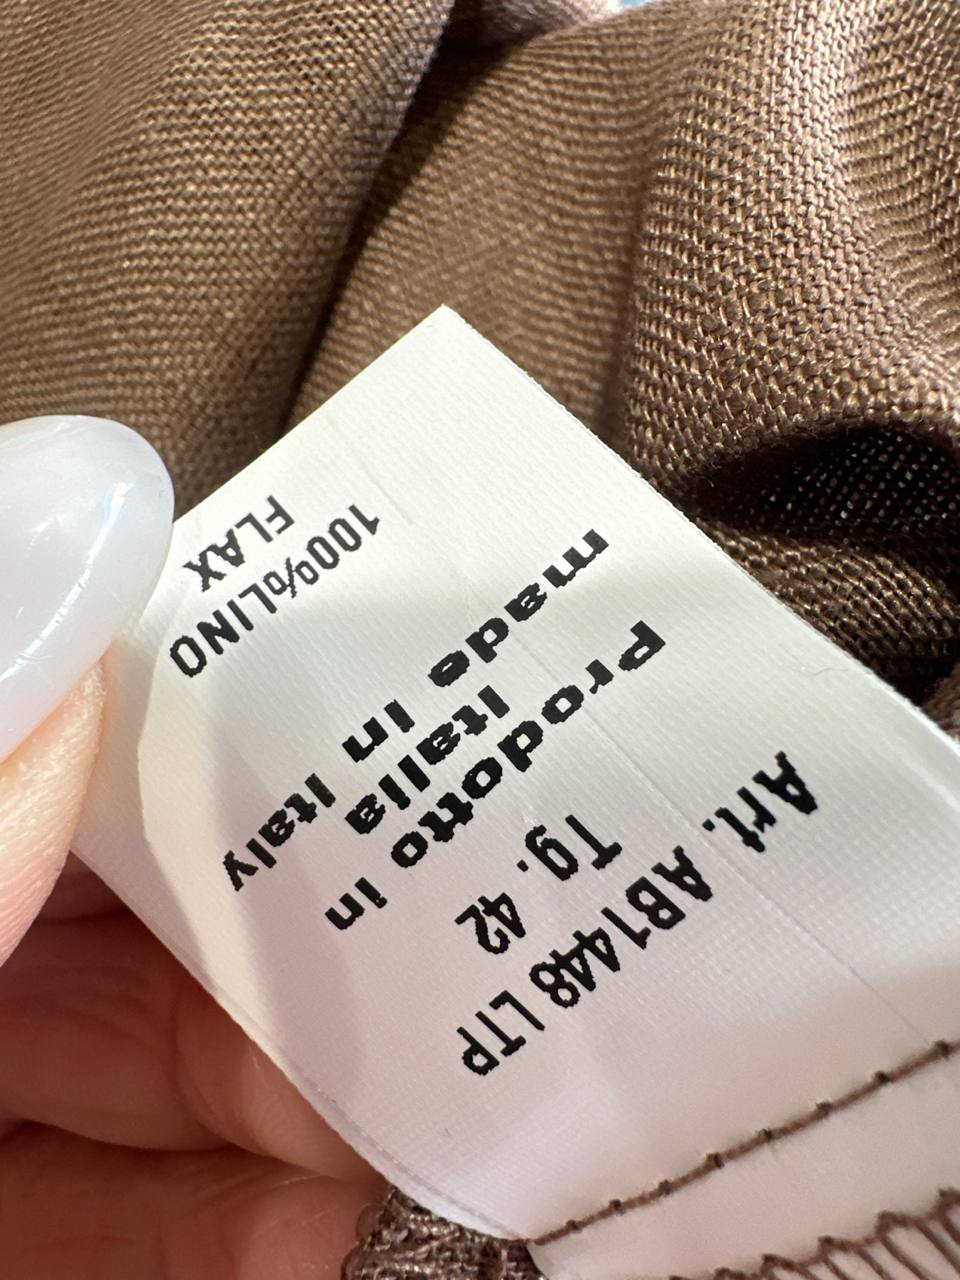 Art. AB1448 LTP
Tg. 42
Prodotto in
Italia
made in
Italy
100%LINO
FLAX